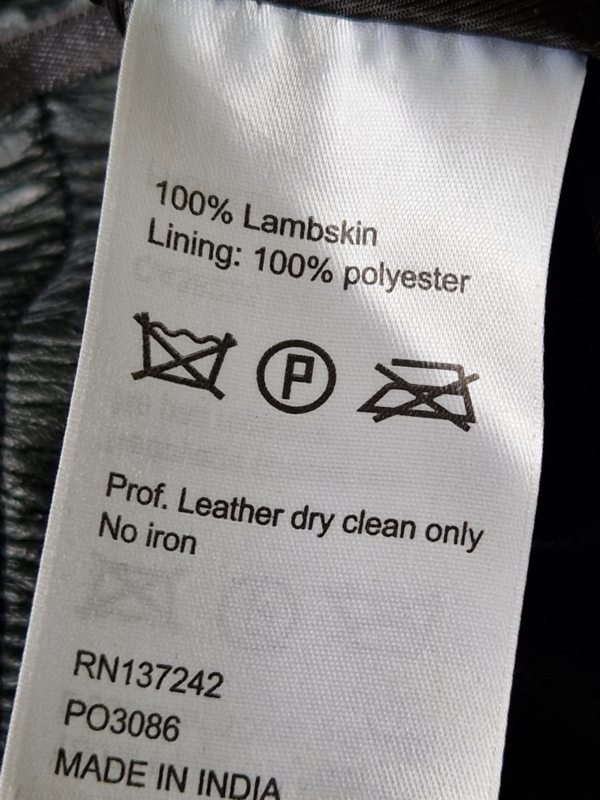 100% Lambskin
Lining: 100% polyester
P
Prof. Leather dry clean only
No iron
RN137242
PO3086
MADE IN INDIA